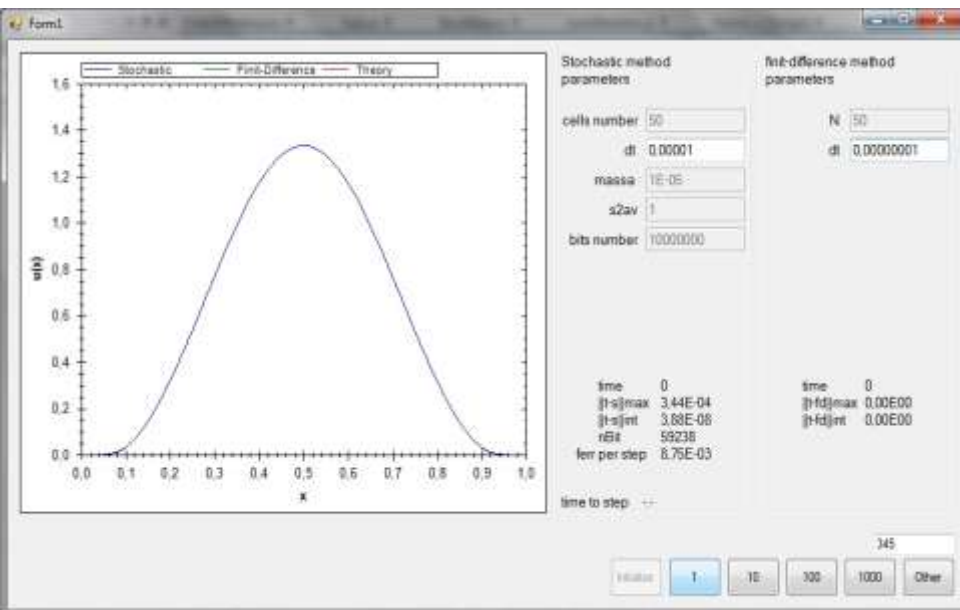 Form1
Stochastic Finit-Difference Theory
1,6
1,4
1,2
1,0
0,8
0,6
0,4
0,2
0,0
u(x)
0,0 0,1 0,2 0,3 0,4 0,5 0,6 0,7 0,8 0,9 1,0
x
Stochastic method
parameters
cells number 50
dt 0,00001
massa 1E-05
s2av 1
bits number 10000000
time 0
||t-s||max 3,44E-04
||t-s||int 3,88E-08
nBit 59238
ferr per step 8,75E-03
time to step --
finit-difference method
parameters
N 50
dt 0,00000001
time 0
||t-fd||max 0,00E00
||t-fd||int 0,00E00
345
Initialize 1 10 100 1000 Other